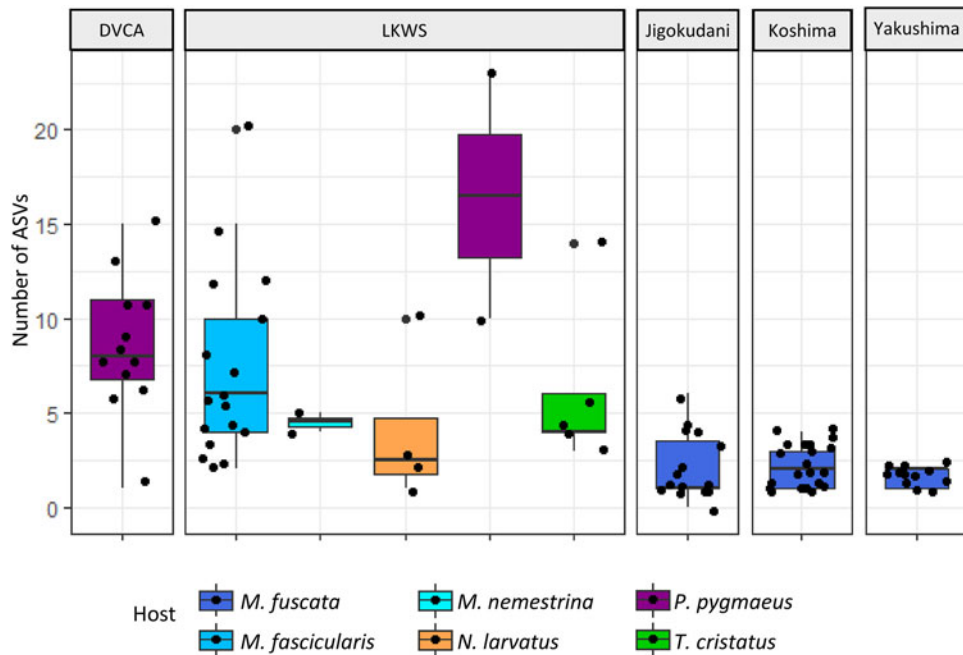 DVCA LKWS Jigokudani Koshima Yakushima
Number of ASVs
20
15
10
5
0
Host
M. fuscata M. nemestrina P. pygmaeus
M. fascicularis N. larvatus T. cristatus